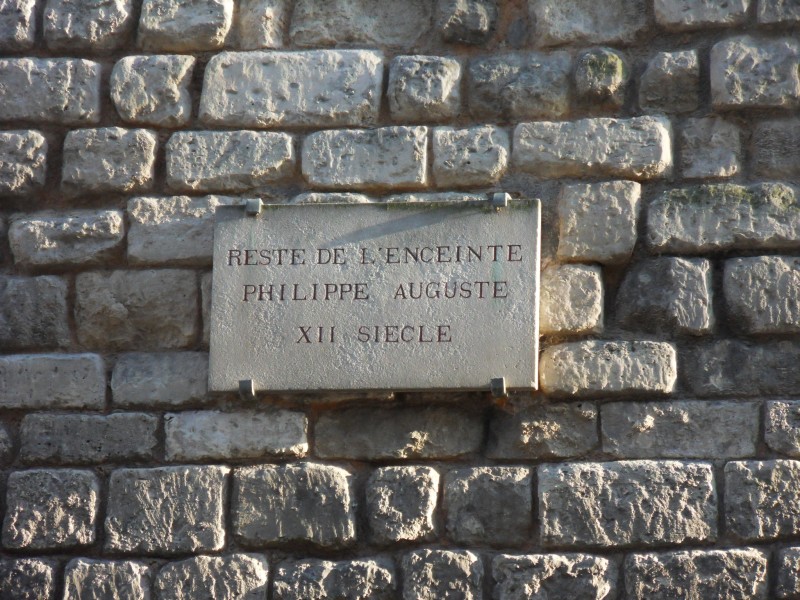 RESTE DE L'ENCEINTE
PHILIPPE AUGUSTE
XII SIECLE